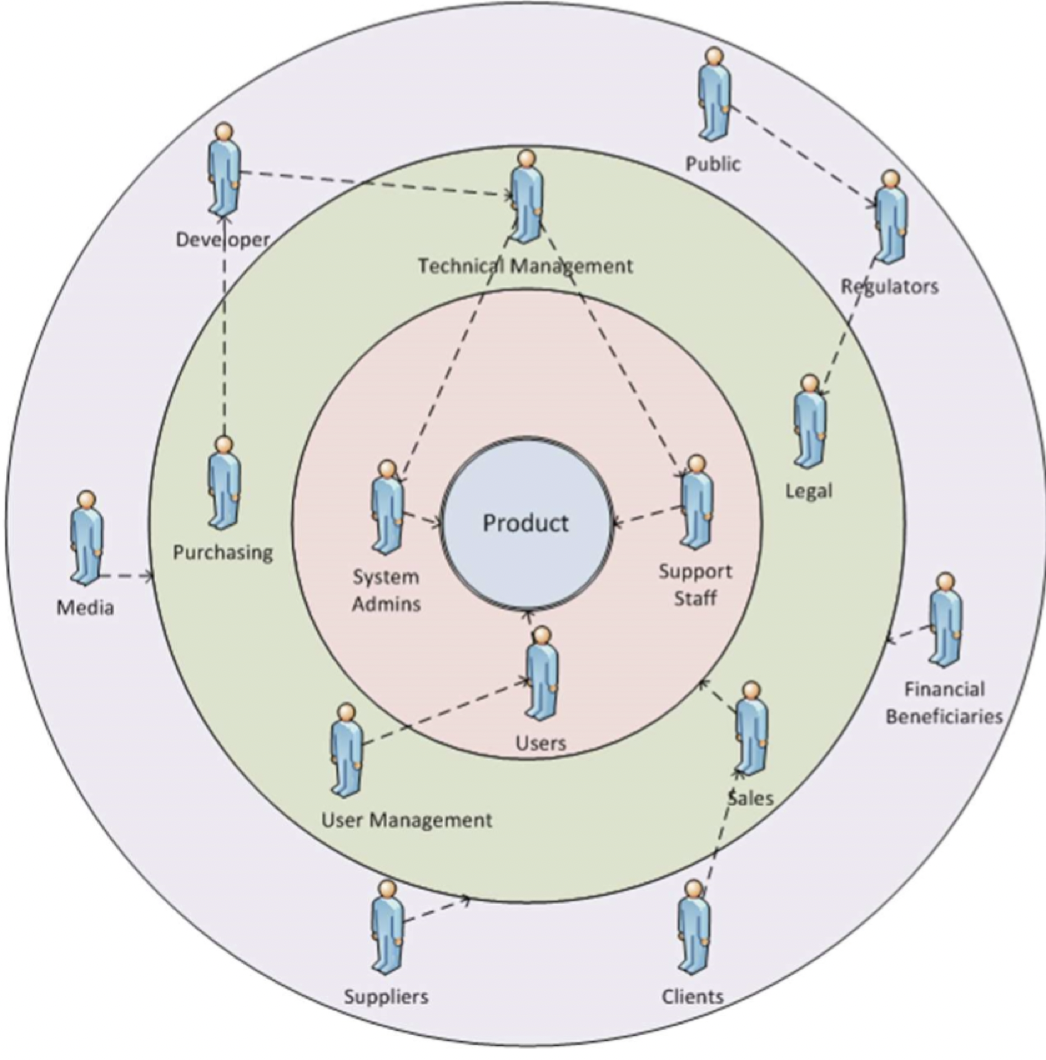 Public
Developer
Technical Management
Regulators
Product
Legal
Purchasing
System
Admins
Support
Staff
Media
Financial
Beneficiaries
Users
Sales
User Management
Suppliers
Clients